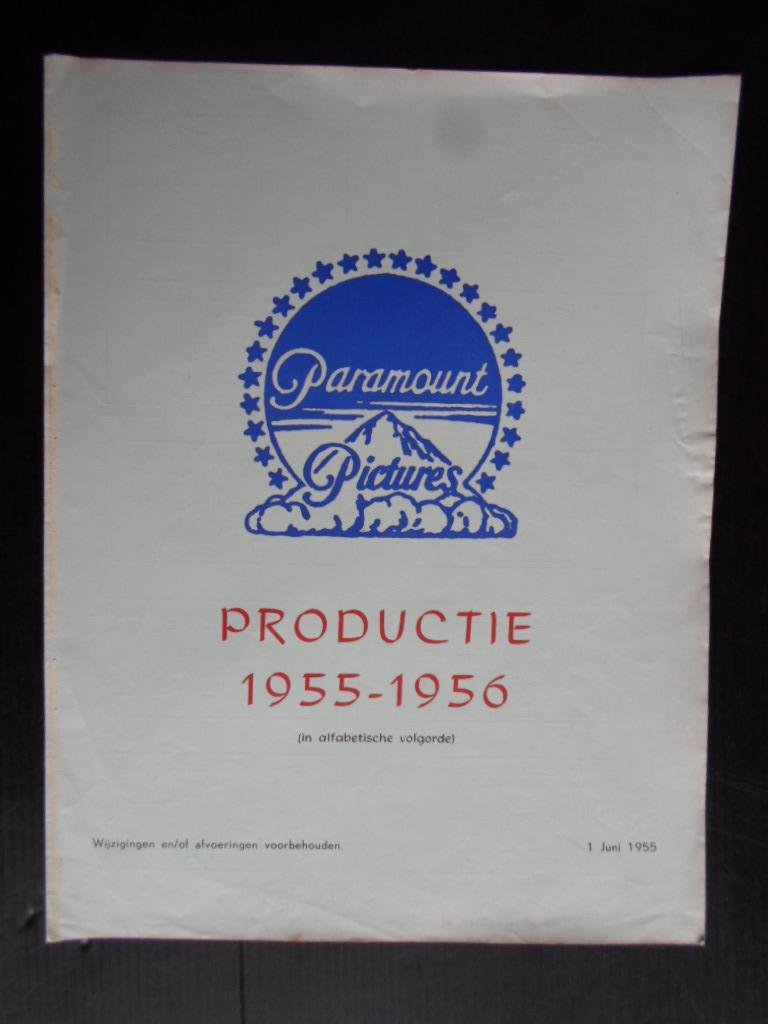 Paramount
Pictures
PRODUCTIE
1955-1956
(in alfabetische volgorde)
Wijzigingen en/of afvoeringen voorbehouden.
1 Juni 1955